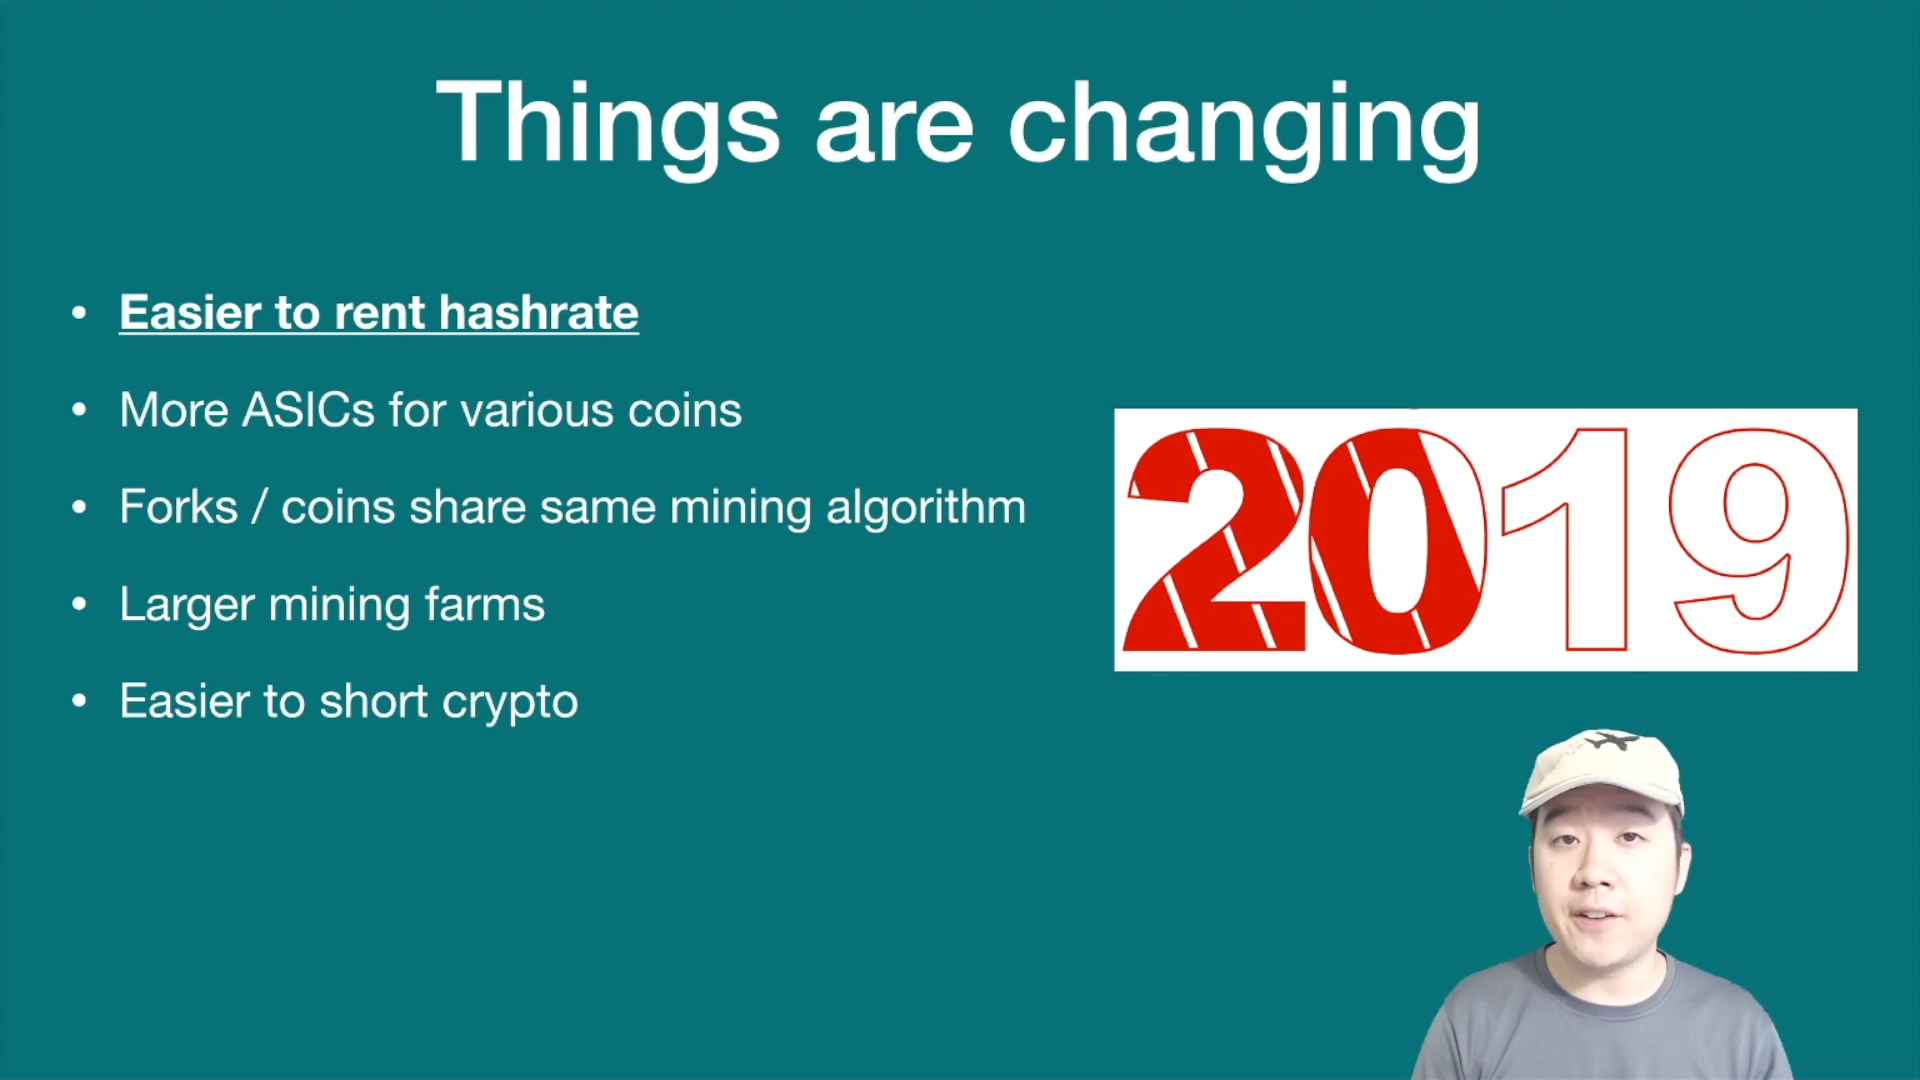 Things are changing
• Easier to rent hashrate
• More ASICs for various coins
• Forks / coins share same mining algorithm
• Larger mining farms
• Easier to short crypto
2019